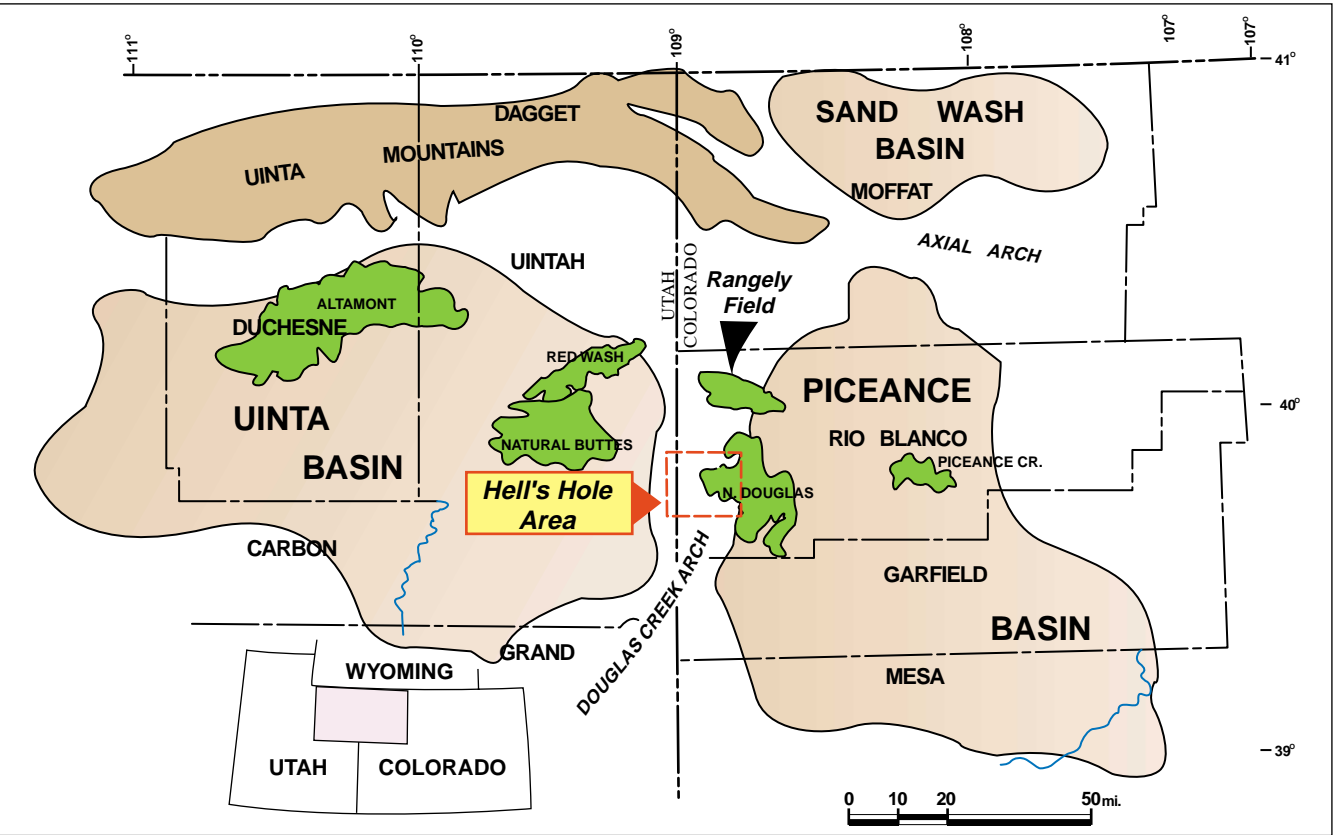 111°
110°
109°
108°
107°
107°
41°
DAGGET
SAND WASH
BASIN
MOUNTAINS
UINTA
MOFFAT
AXIAL ARCH
UINTAH
UTAH
COLORADO
Rangely
Field
ALTAMONT
DUCHESNE
RED WASH
PICEANCE
40°
UINTA
BASIN
NATURAL BUTTES
RIO BLANCO
PICEANCE CR.
Hell's Hole
Area
N. DOUGLAS
CARBON
GARFIELD
DOUGLAS CREEK ARCH
BASIN
GRAND
MESA
WYOMING
UTAH
COLORADO
39°
0 10 20 50 mi.